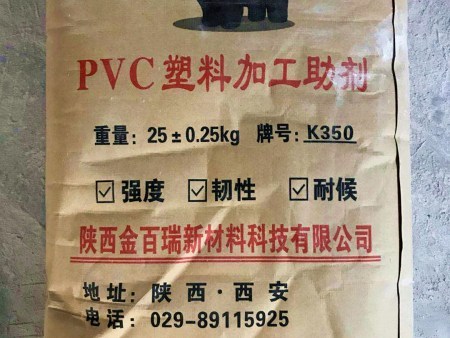 PVC塑料加工助剂
重量: 25±0.25kg 牌号: K350
☑强度 ☑韧性 ☑耐候
陕西金百瑞新材料科技有限公司
地址: 陕西·西安
电话: 029-89115925